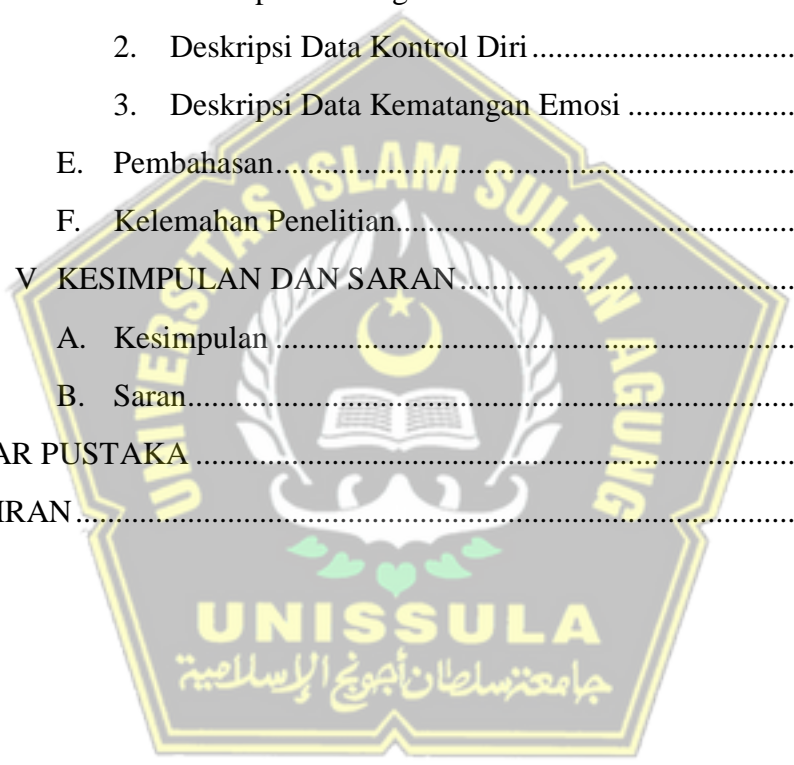 2. Deskripsi Data Kontrol Diri ........................
3. Deskripsi Data Kematangan Emosi .....................
E. Pembahasan..........................................................
F. Kelemahan Penelitian..............................................
V KESIMPULAN DAN SARAN ...................................
A. Kesimpulan ..........................................................
B. Saran.....................................................................
AR PUSTAKA ..........................................................
IRAN..........................................................................
UNIVERSITAS ISLAM SULTAN AGUNG
UNISSULA
جامعة سلطان أجونج الإسلامية